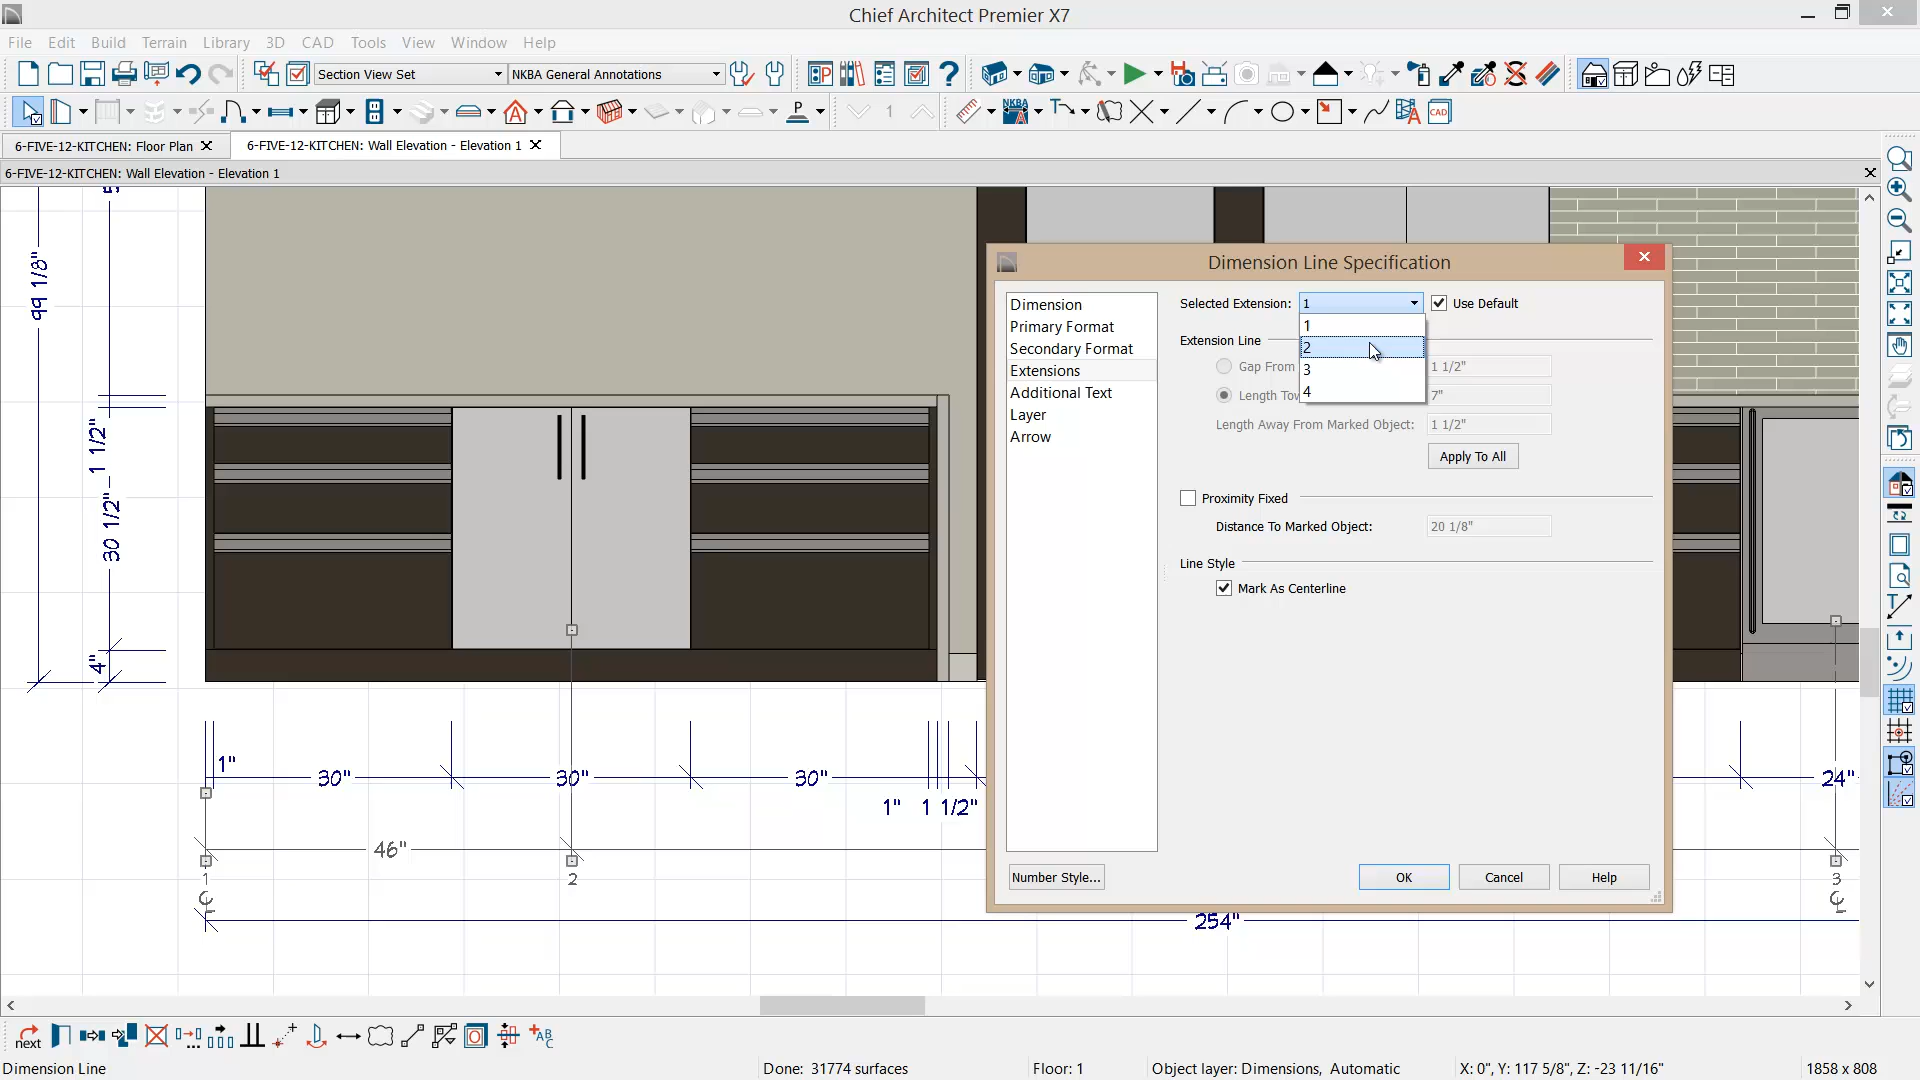 Chief Architect Premier X7
File Edit Build Terrain Library 3D CAD Tools View Window Help
Section View Set NKBA General Annotations
1 NKBA P CAD
6-FIVE-12-KITCHEN: Floor Plan 6-FIVE-12-KITCHEN: Wall Elevation - Elevation 1
6-FIVE-12-KITCHEN: Wall Elevation - Elevation 1
99 1/8"
1 1/2"
30 1/2"
4"
Dimension Line Specification
Dimension
Primary Format
Secondary Format
Extensions
Additional Text
Layer
Arrow
Selected Extension: 1 Use Default
1
2
3
4
Extension Line
Gap From 1 1/2"
Length Tow 7"
Length Away From Marked Object: 1 1/2"
Apply To All
Proximity Fixed
Distance To Marked Object: 20 1/8"
Line Style
Mark As Centerline
Number Style... OK Cancel Help
1" 30" 30" 30" 24"
1" 1 1/2"
46"
1 2 3
254"
next ABC
Dimension Line Done: 31774 surfaces Floor: 1 Object layer: Dimensions, Automatic X: 0", Y: 117 5/8", Z: -23 11/16" 1858 x 808